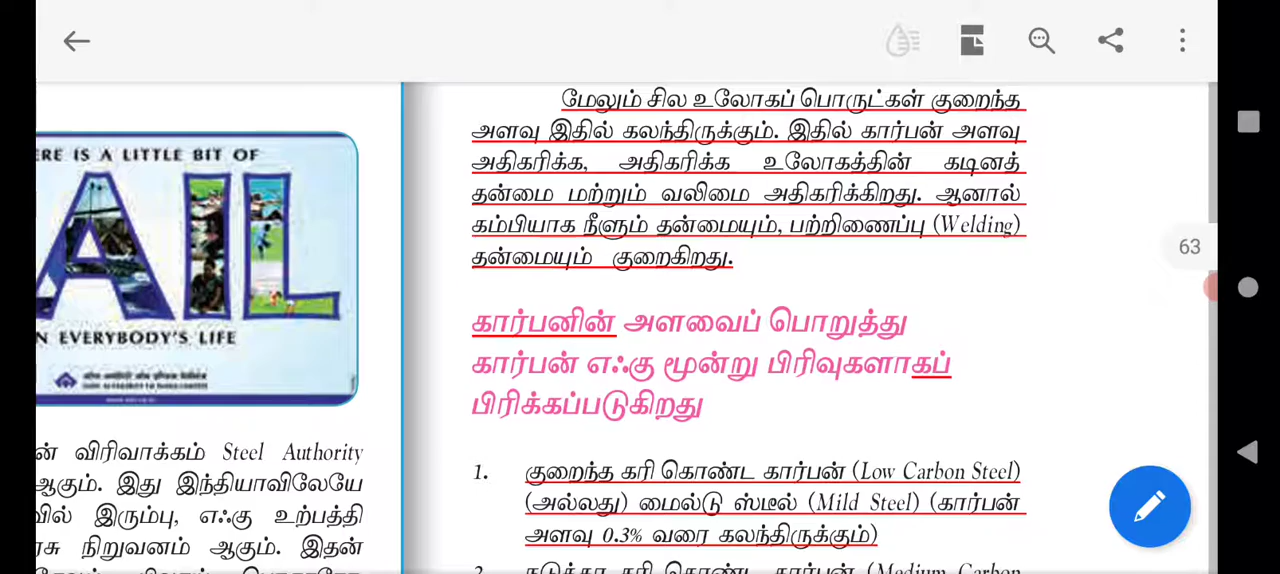 ERE IS A LITTLE BIT OF
AIL
N EVERYBODY'S LIFE
ன் விரிவாக்கம் Steel Authority
ஆகும். இது இந்தியாவிலேயே
வில் இரும்பு, எஃகு உற்பத்தி
ரசு நிறுவனம் ஆகும். இதன்
மேலும் சில உலோகப் பொருட்கள் குறைந்த
அளவு இதில் கலந்திருக்கும். இதில் கார்பன் அளவு
அதிகரிக்க, அதிகரிக்க உலோகத்தின் கடினத்
தன்மை மற்றும் வலிமை அதிகரிக்கிறது. ஆனால்
கம்பியாக நீளும் தன்மையும், பற்றிணைப்பு (Welding)
தன்மையும் குறைகிறது.
கார்பனின் அளவைப் பொறுத்து
கார்பன் எஃகு மூன்று பிரிவுகளாகப்
பிரிக்கப்படுகிறது
1. குறைந்த கரி கொண்ட கார்பன் (Low Carbon Steel)
(அல்லது) மைல்டு ஸ்டீல் (Mild Steel) (கார்பன்
அளவு 0.3% வரை கலந்திருக்கும்)
கரி கொண்ட கார்பன் (Medium Carbon
63